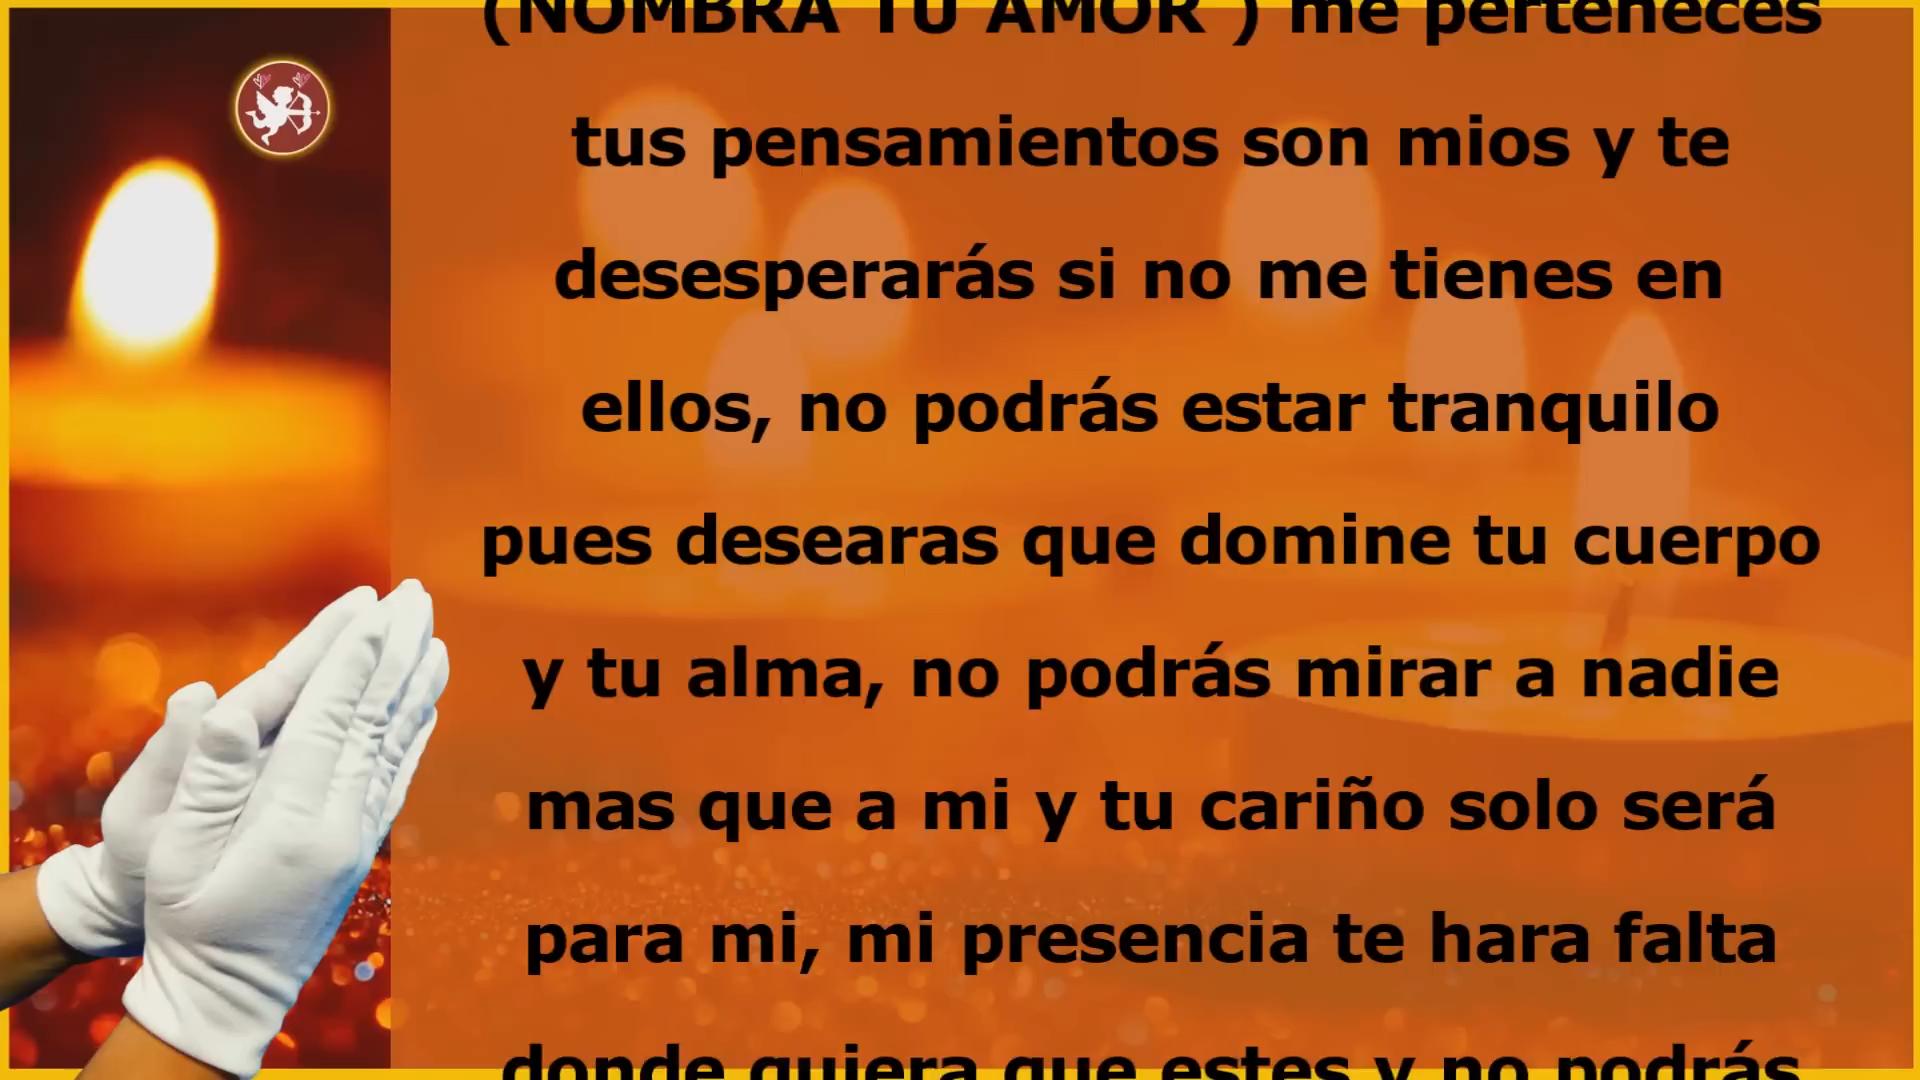 (NOMBRA TU AMOR ) me perteneces
tus pensamientos son mios y te
desesperarás si no me tienes en
ellos, no podrás estar tranquilo
pues desearas que domine tu cuerpo
y tu alma, no podrás mirar a nadie
mas que a mi y tu cariño solo será
para mi, mi presencia te hara falta
donde quiera que estes y no podrás